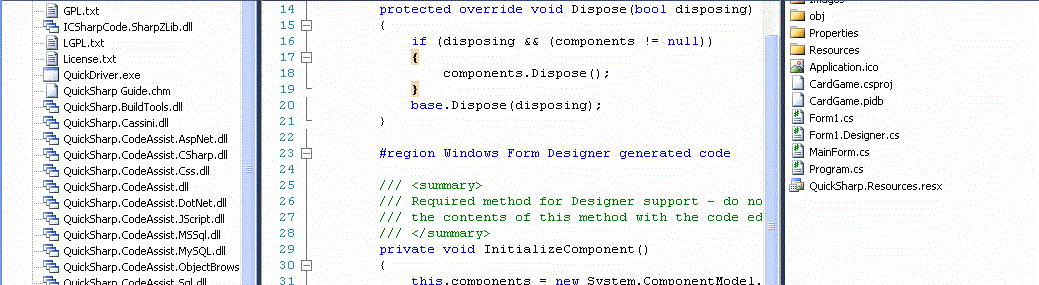 GPL.txt
ICSharpCode.SharpZLib.dll
LGPL.txt
License.txt
QuickDriver.exe
QuickSharp Guide.chm
QuickSharp.BuildTools.dll
QuickSharp.Cassini.dll
QuickSharp.CodeAssist.AspNet.dll
QuickSharp.CodeAssist.CSharp.dll
QuickSharp.CodeAssist.Css.dll
QuickSharp.CodeAssist.dll
QuickSharp.CodeAssist.DotNet.dll
QuickSharp.CodeAssist.JScript.dll
QuickSharp.CodeAssist.MSSql.dll
QuickSharp.CodeAssist.MySQL.dll
QuickSharp.CodeAssist.ObjectBrows
QuickSharp.CodeAssist.Sql.dll
14 protected override void Dispose(bool disposing)
15 {
16 if (disposing && (components != null))
17 {
18 components.Dispose();
19 }
20 base.Dispose(disposing);
21 }
22
23 #region Windows Form Designer generated code
24
25 /// <summary>
26 /// Required method for Designer support - do no
27 /// the contents of this method with the code ed
28 /// </summary>
29 private void InitializeComponent()
30 {
31 this.components = new System.ComponentModel.
Images
obj
Properties
Resources
Application.ico
CardGame.csproj
CardGame.pidb
Form1.cs
Form1.Designer.cs
MainForm.cs
Program.cs
QuickSharp.Resources.resx